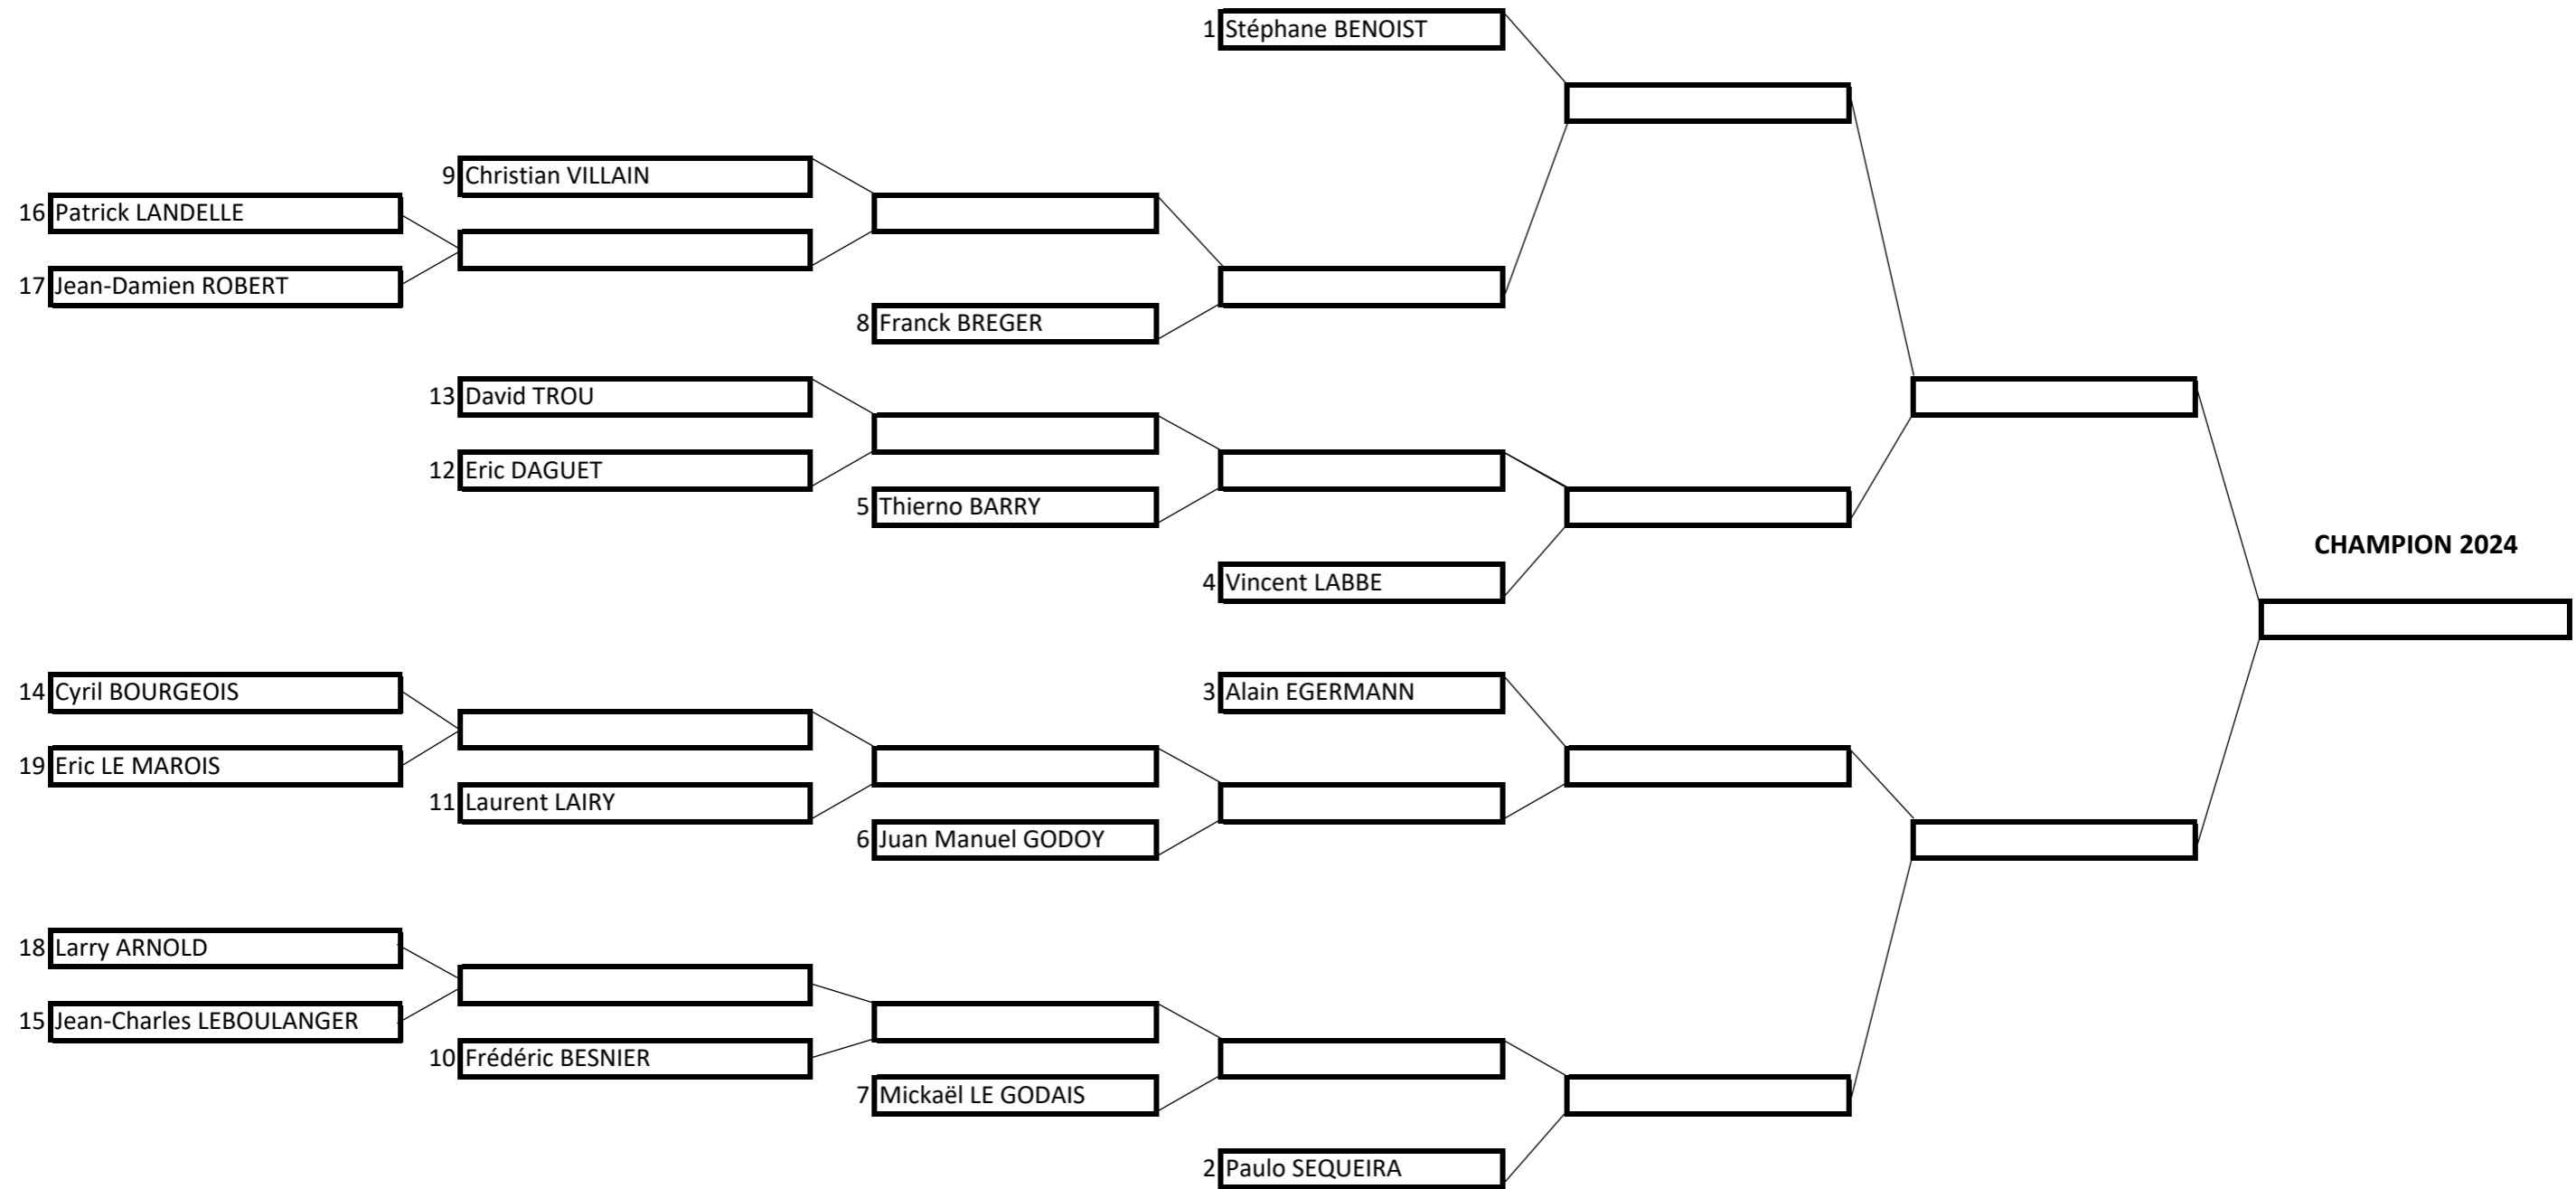 1 Stéphane BENOIST
9 Christian VILLAIN
16 Patrick LANDELLE
17 Jean-Damien ROBERT
8 Franck BREGER
13 David TROU
12 Eric DAGUET
5 Thierno BARRY
CHAMPION 2024
4 Vincent LABBE
14 Cyril BOURGEOIS
3 Alain EGERMANN
19 Eric LE MAROIS
11 Laurent LAIRY
6 Juan Manuel GODOY
18 Larry ARNOLD
15 Jean-Charles LEBOULANGER
10 Frédéric BESNIER
7 Mickaël LE GODAIS
2 Paulo SEQUEIRA